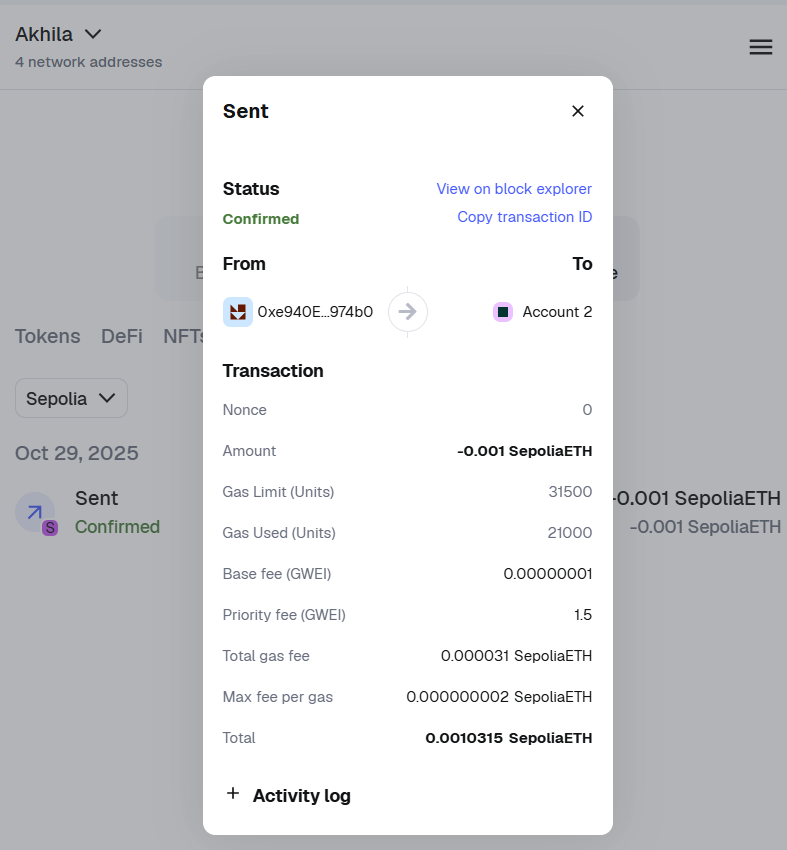 Akhila
4 network addresses
Sent
Status
View on block explorer
Confirmed
Copy transaction ID
From
To
0xe940E...974b0
Account 2
Tokens DeFi NFTs
Transaction
Sepolia
Nonce
0
Amount
-0.001 SepoliaETH
Oct 29, 2025
Gas Limit (Units)
31500
Sent
-0.001 SepoliaETH
S
Confirmed
-0.001 SepoliaETH
Gas Used (Units)
21000
Base fee (GWEI)
0.00000001
Priority fee (GWEI)
1.5
Total gas fee
0.000031 SepoliaETH
Max fee per gas
0.000000002 SepoliaETH
Total
0.0010315 SepoliaETH
+ Activity log